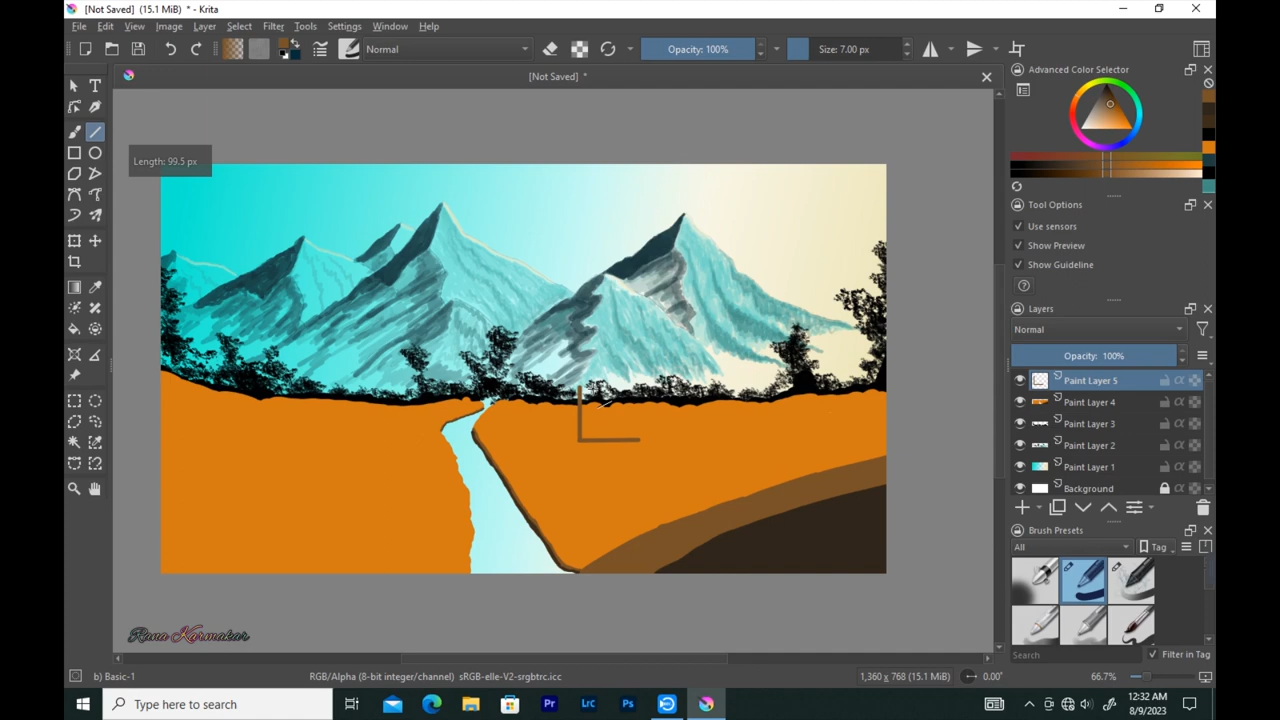 [Not Saved] (15.1 MiB) * - Krita
File Edit View Image Layer Select Filter Tools Settings Window Help
Normal
Opacity: 100%
Size: 7.00 px
[Not Saved] *
Length: 99.5 px
Advanced Color Selector
Tool Options
Use sensors
Show Preview
Show Guideline
Layers
Normal
Opacity: 100%
Paint Layer 5
Paint Layer 4
Paint Layer 3
Paint Layer 2
Paint Layer 1
Background
Brush Presets
All
Tag
Search
Filter in Tag
Rana Karmakar
b) Basic-1
RGB/Alpha (8-bit integer/channel) sRGB-elle-V2-srgbtrc.icc
1,360 x 768 (15.1 MiB)
0.00°
66.7%
Type here to search
Pr
Lrc
Ps
12:32 AM
8/9/2023